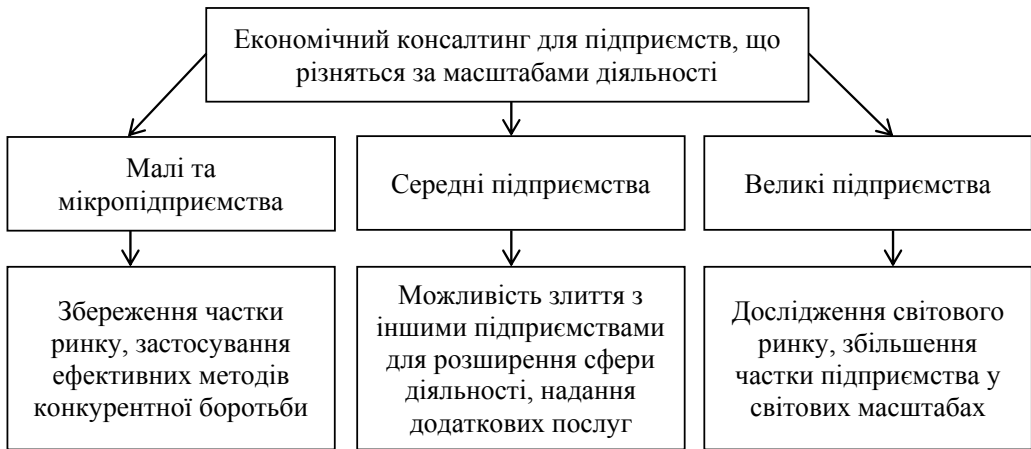 Економічний консалтинг для підприємств, що
різняться за масштабами діяльності
Малі та
мікропідприємства
Середні підприємства
Великі підприємства
Збереження частки
ринку, застосування
ефективних методів
конкурентної боротьби
Можливість злиття з
іншими підприємствами
для розширення сфери
діяльності, надання
додаткових послуг
Дослідження світового
ринку, збільшення
частки підприємства у
світових масштабах